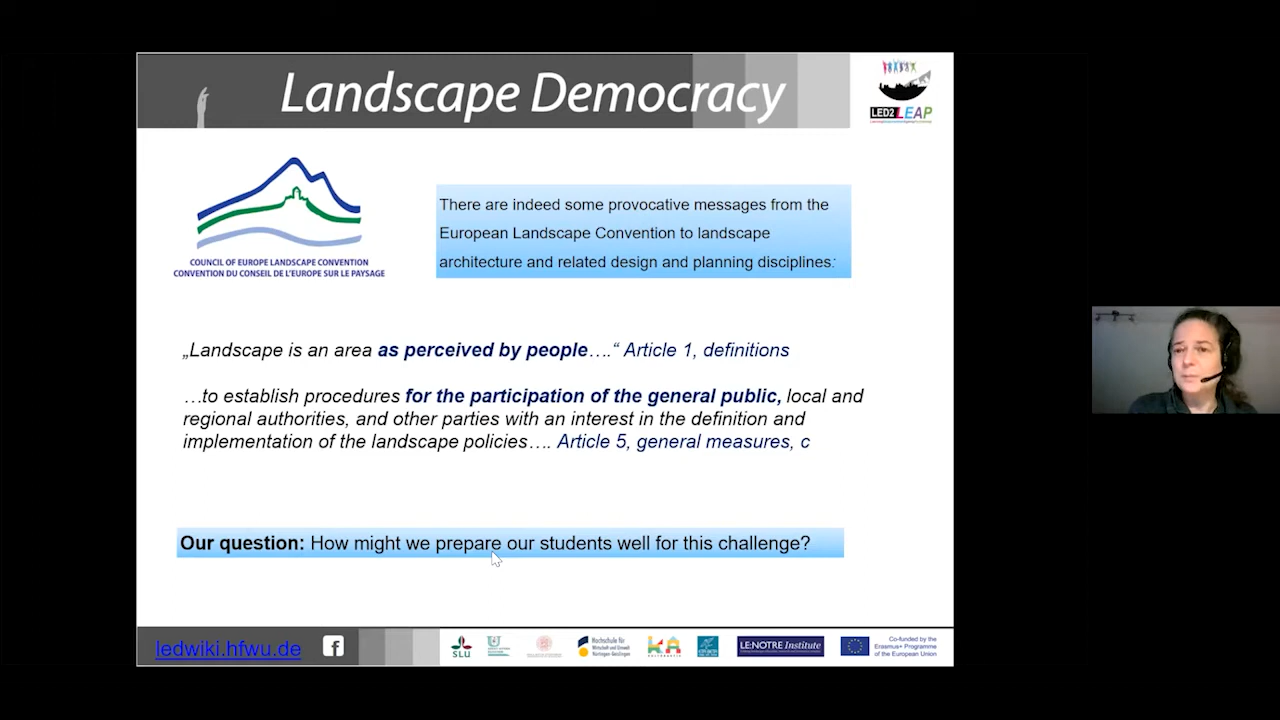 Landscape Democracy
LED2LEAP
COUNCIL OF EUROPE LANDSCAPE CONVENTION
CONVENTION DU CONSEIL DE L'EUROPE SUR LE PAYSAGE
There are indeed some provocative messages from the
European Landscape Convention to landscape
architecture and related design and planning disciplines:
„Landscape is an area as perceived by people….“ Article 1, definitions
…to establish procedures for the participation of the general public, local and
regional authorities, and other parties with an interest in the definition and
implementation of the landscape policies…. Article 5, general measures, c
Our question: How might we prepare our students well for this challenge?
ledwiki.hfwu.de
f
SLU
Hochschule für
Wirtschaft und Umwelt
Nürtingen-Geislingen
LE:NOTRE Institute
Co-funded by the
Erasmus+ Programme
of the European Union